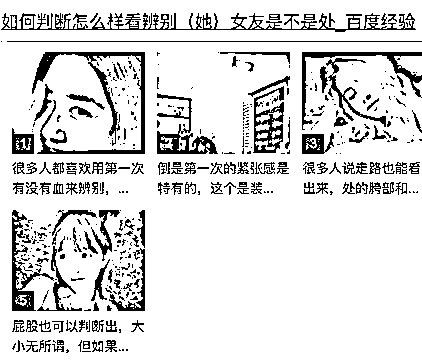 如何判断怎么样看辨别（她）女友是不是处_百度经验
1
3
很多人都喜欢用第一次
有没有血来辨别，...
倒是第一次的紧张感是
特有的，这个是装...
很多人说走路也能看
出来，处的胯部和...
5
屁股也可以判断出，大
小无所谓，但如果...